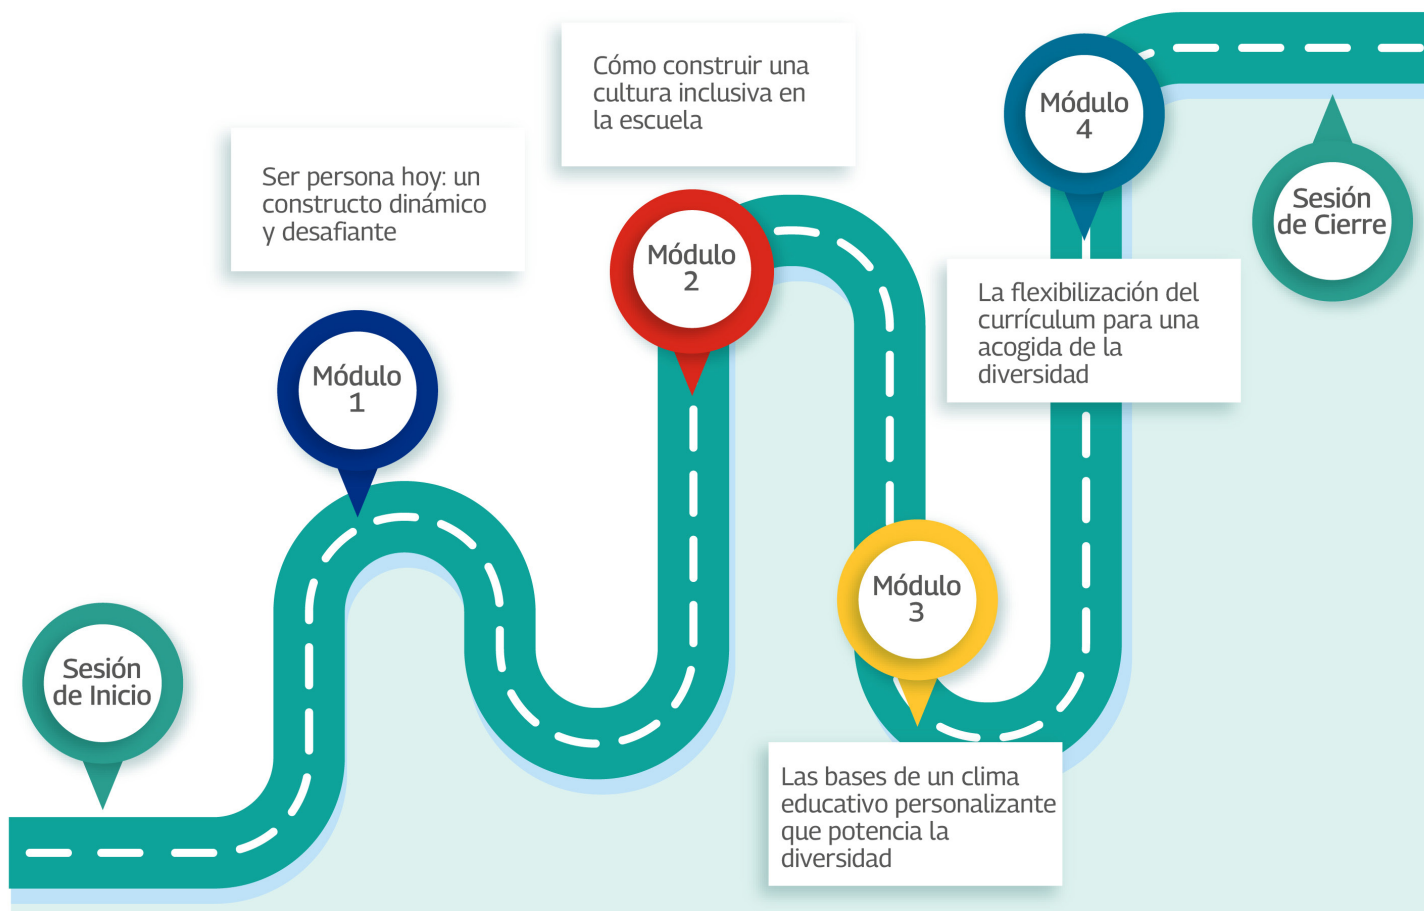 Sesión
de Inicio
Módulo
1
Ser persona hoy: un
constructo dinámico
y desafiante
Módulo
2
Cómo construir una
cultura inclusiva en
la escuela
Módulo
3
Las bases de un clima
educativo personalizante
que potencia la
diversidad
Módulo
4
La flexibilización del
currículum para una
acogida de la
diversidad
Sesión
de Cierre